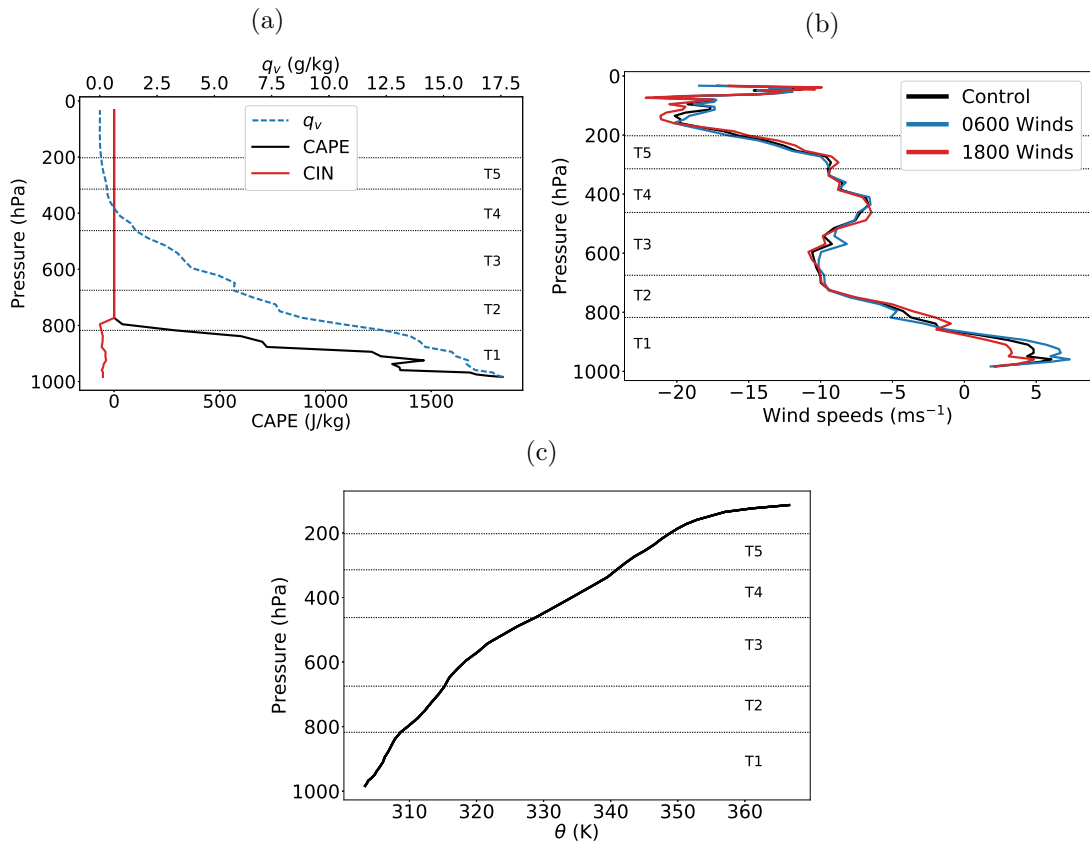 (a)
q_v (g/kg)
0.0 2.5 5.0 7.5 10.0 12.5 15.0 17.5
0
200
400
600
800
1000
Pressure (hPa)
q_v
CAPE
CIN
T5
T4
T3
T2
T1
0 500 1000 1500
CAPE (J/kg)
(b)
0
200
400
600
800
1000
Pressure (hPa)
Control
0600 Winds
1800 Winds
T5
T4
T3
T2
T1
−20 −15 −10 −5 0 5
Wind speeds (ms⁻¹)
(c)
200
400
600
800
1000
Pressure (hPa)
T5
T4
T3
T2
T1
310 320 330 340 350 360
θ (K)